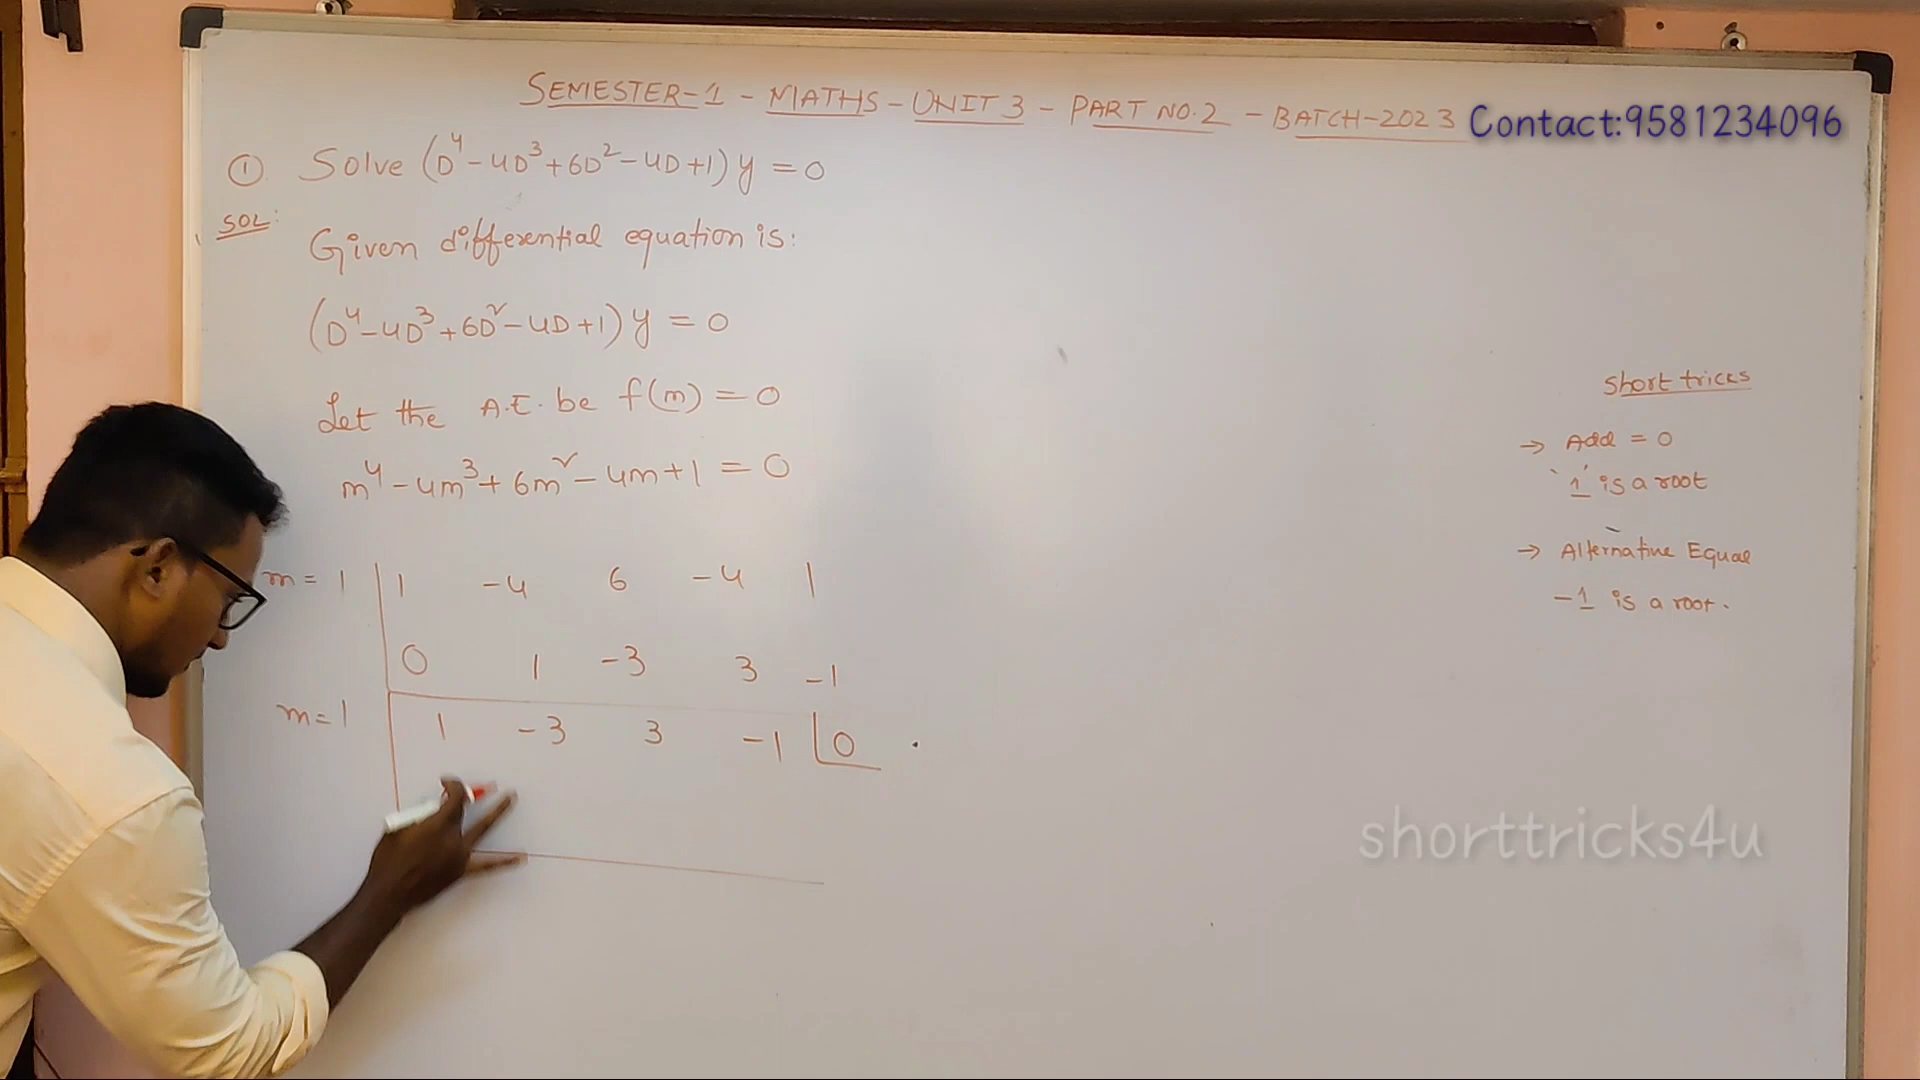 SEMESTER-1 - MATHS - UNIT 3 - PART NO.2 - BATCH-2023
Contact:9581234096
① Solve (D⁴ - 4D³ + 6D² - 4D + 1) y = 0
SOL:
Given differential equation is:
(D⁴ - 4D³ + 6D² - 4D + 1) y = 0
Let the A.E. be f(m) = 0
m⁴ - 4m³ + 6m² - 4m + 1 = 0
m = 1 | 1 -4 6 -4 1
0 1 -3 3 -1
m = 1 | 1 -3 3 -1 | 0
Short tricks
→ Add = 0
'1' is a root
→ Alternative Equal
-1 is a root.
shorttricks4u